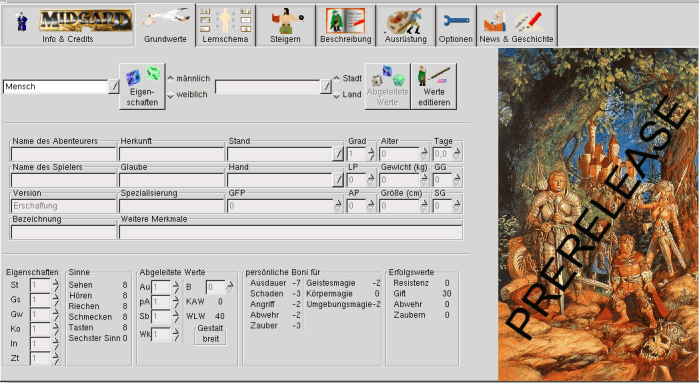 MIDGARD
Info & Credits Grundwerte Lernschema Steigern Beschreibung Ausrüstung Optionen News & Geschichte
Mensch Eigen-schaften männlich weiblich Stadt Land Abgeleitete Werte Werte editieren
Name des Abenteurers Herkunft Stand Grad Alter Tage
1 0 0,0
Name des Spielers Glaube Hand LP Gewicht (kg) GG
0 0 0
Version Spezialisierung GFP AP Größe (cm) SG
Erschaffung 0 0 0 0
Bezeichnung Weitere Merkmale
Eigenschaften Sinne Abgeleitete Werte persönliche Boni für Erfolgswerte
St 1 Sehen 8 Au 1 B 0 Ausdauer -7 Geistesmagie -2 Resistenz 0
Gs 1 Hören 8 pA 1 KAW 0 Schaden -3 Körpermagie 0 Gift 30
Gw 1 Riechen 8 Sb 1 WLW 40 Angriff -2 Umgebungsmagie -2 Abwehr 0
Ko 1 Schmecken 8 Wk 1 Gestalt breit Abwehr -2 Zaubern 0
In 1 Tasten 8 Zauber -3
Zt 1 Sechster Sinn 0
PRERELEASE